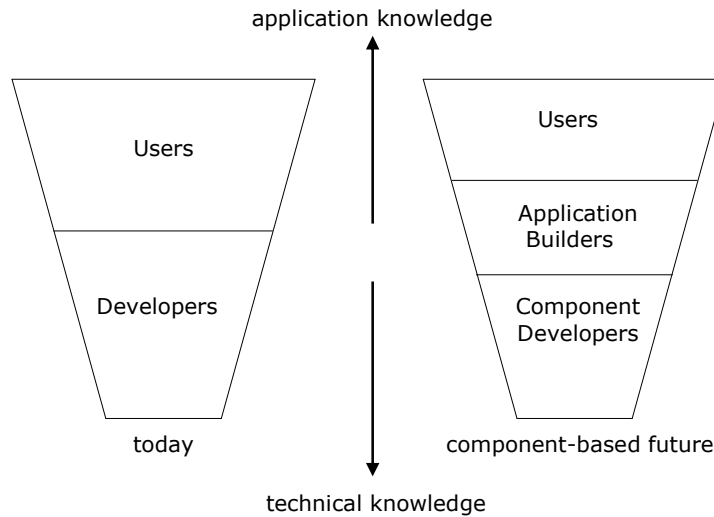 application knowledge
Users
Developers
today
Users
Application
Builders
Component
Developers
component-based future
technical knowledge